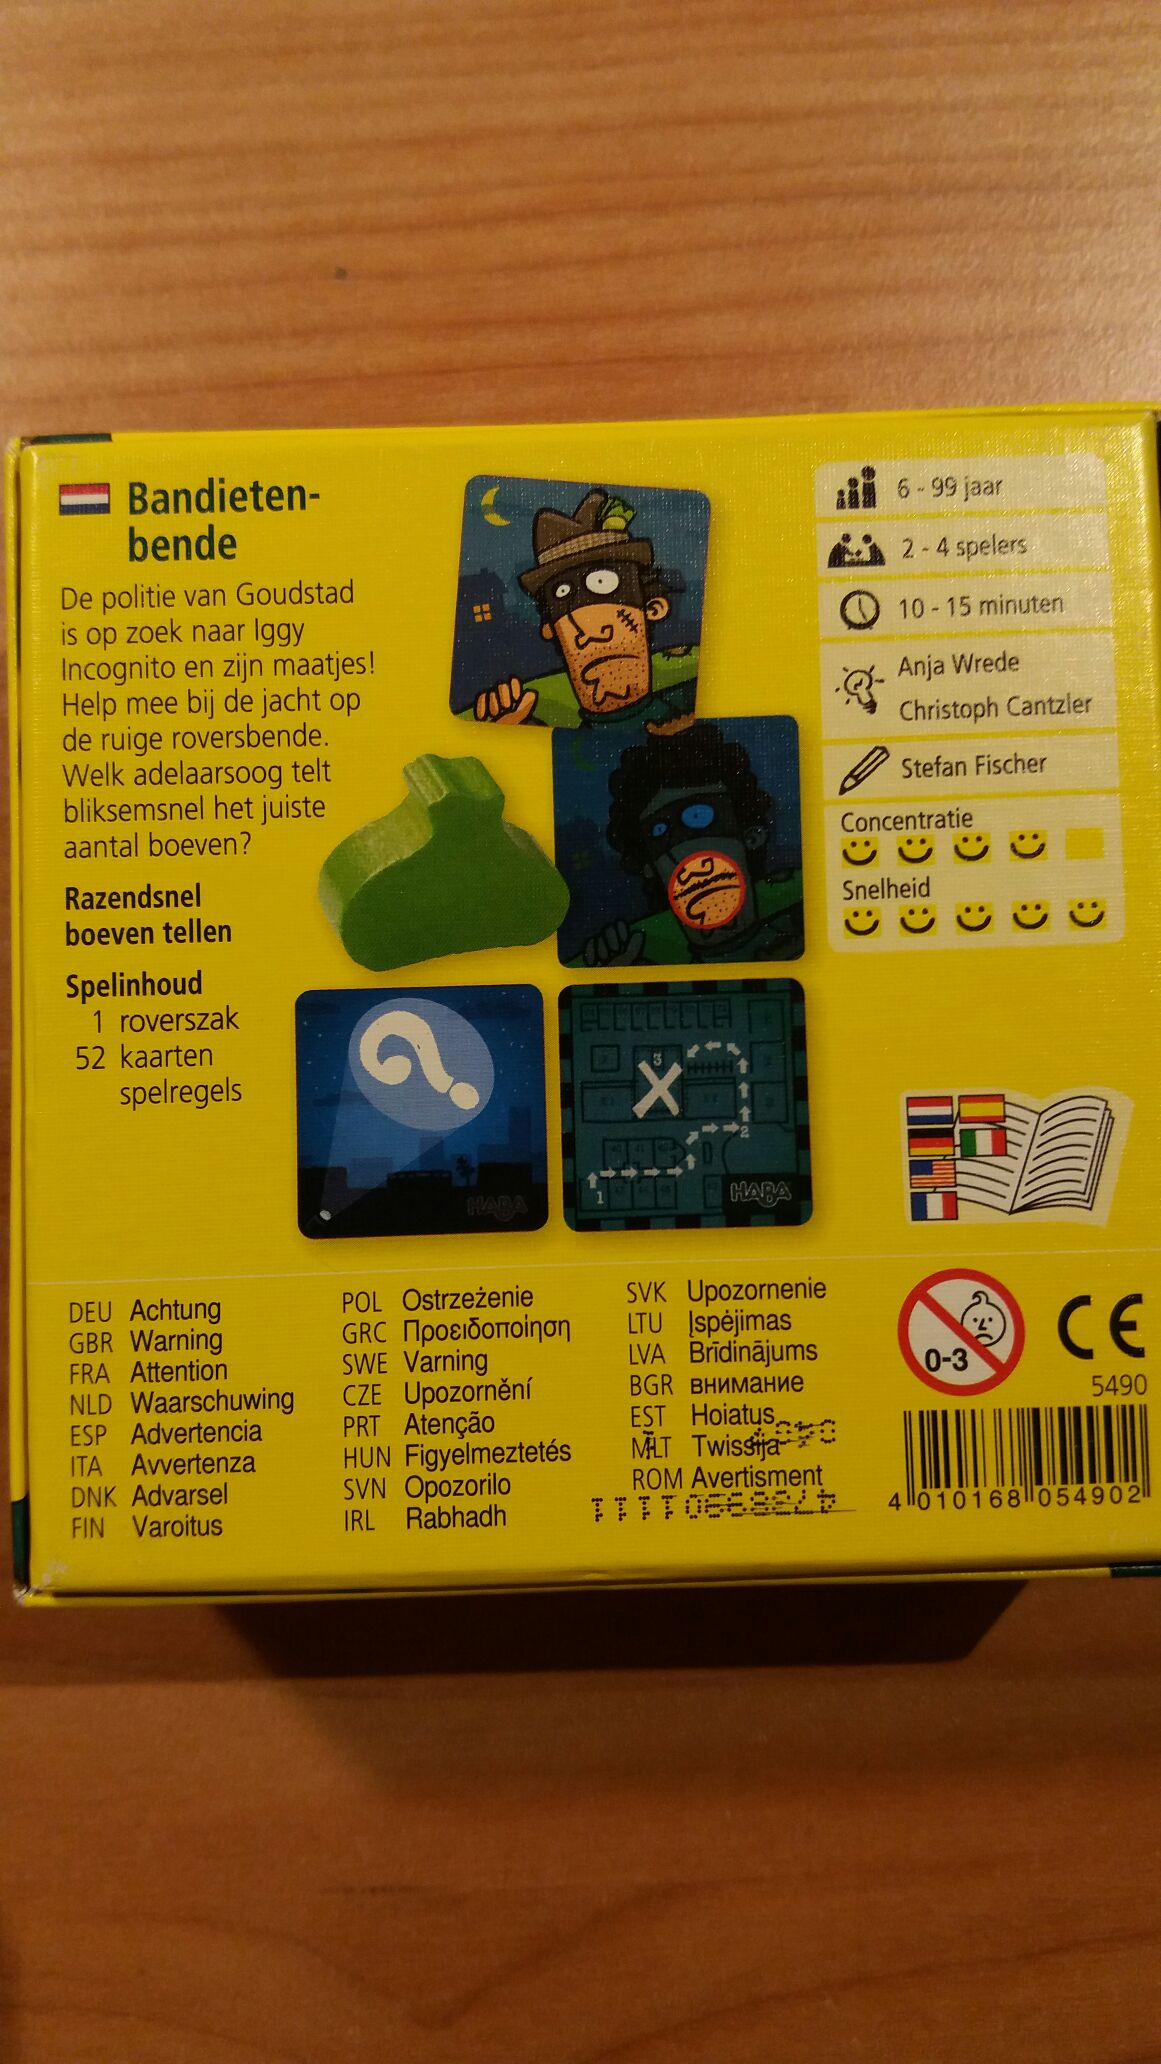 Bandieten-
bende
De politie van Goudstad
is op zoek naar Iggy
Incognito en zijn maatjes!
Help mee bij de jacht op
de ruige roversbende.
Welk adelaarsoog telt
bliksemsnel het juiste
aantal boeven?
Razendsnel
boeven tellen
Spelinhoud
1 roverszak
52 kaarten
spelregels
6 - 99 jaar
2 - 4 spelers
10 - 15 minuten
Anja Wrede
Christoph Cantzler
Stefan Fischer
Concentratie
Snelheid
HABA
3
2
1
HABA
DEU Achtung
GBR Warning
FRA Attention
NLD Waarschuwing
ESP Advertencia
ITA Avvertenza
DNK Advarsel
FIN Varoitus
POL Ostrzeżenie
GRC Προειδοποίηση
SWE Varning
CZE Upozornění
PRT Atenção
HUN Figyelmeztetés
SVN Opozorilo
IRL Rabhadh
SVK Upozornenie
LTU Įspėjimas
LVA Brīdinājums
BGR внимание
EST Hoiatus
MLT Twissija
ROM Avertisment
0-3
CE
5490
4 010168 054902